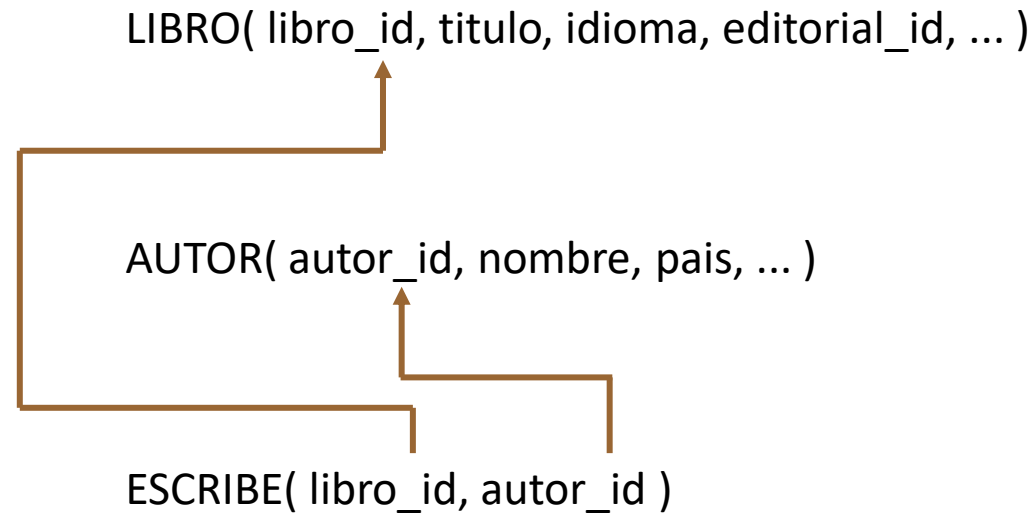 LIBRO( libro_id, titulo, idioma, editorial_id, ... )
AUTOR( autor_id, nombre, pais, ... )
ESCRIBE( libro_id, autor_id )